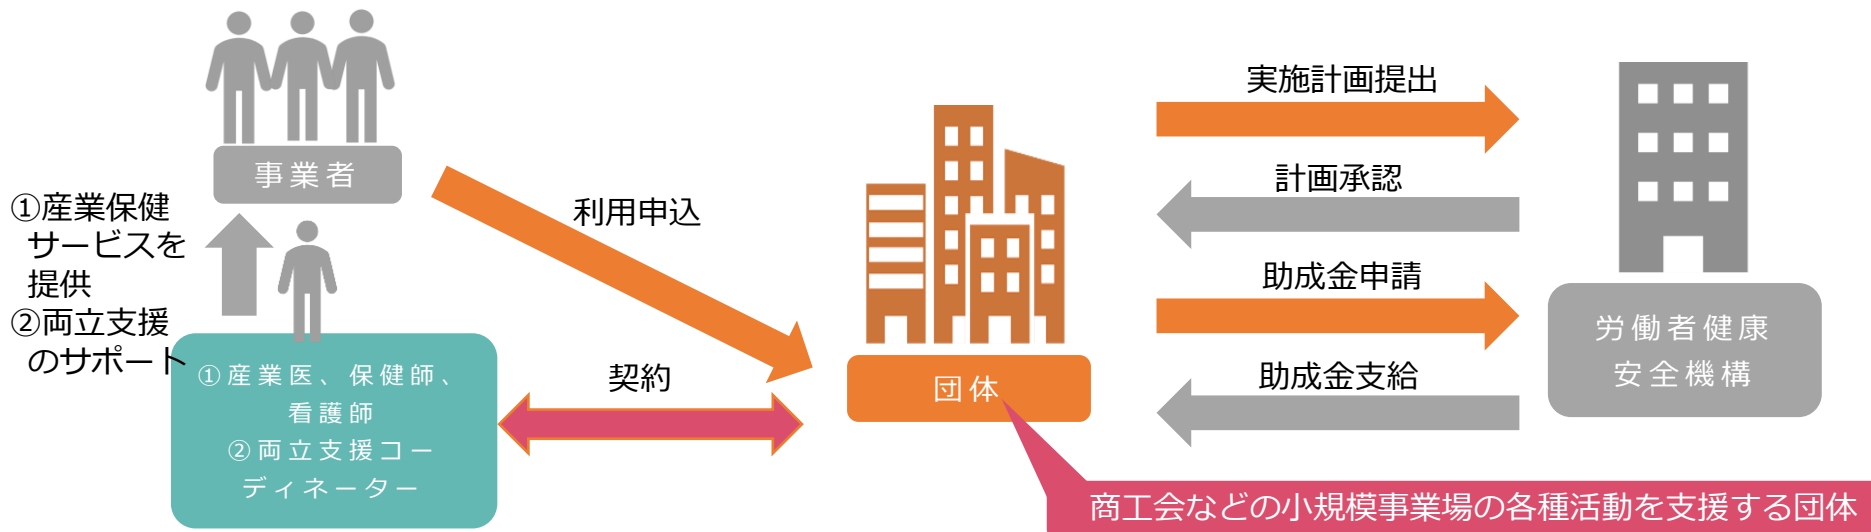 事業者
①産業保健
サービスを
提供
②両立支援
のサポート
①産業医、保健師、
看護師
②両立支援コー
ディネーター
利用申込
契約
団体
実施計画提出
計画承認
助成金申請
助成金支給
労働者健康
安全機構
商工会などの小規模事業場の各種活動を支援する団体